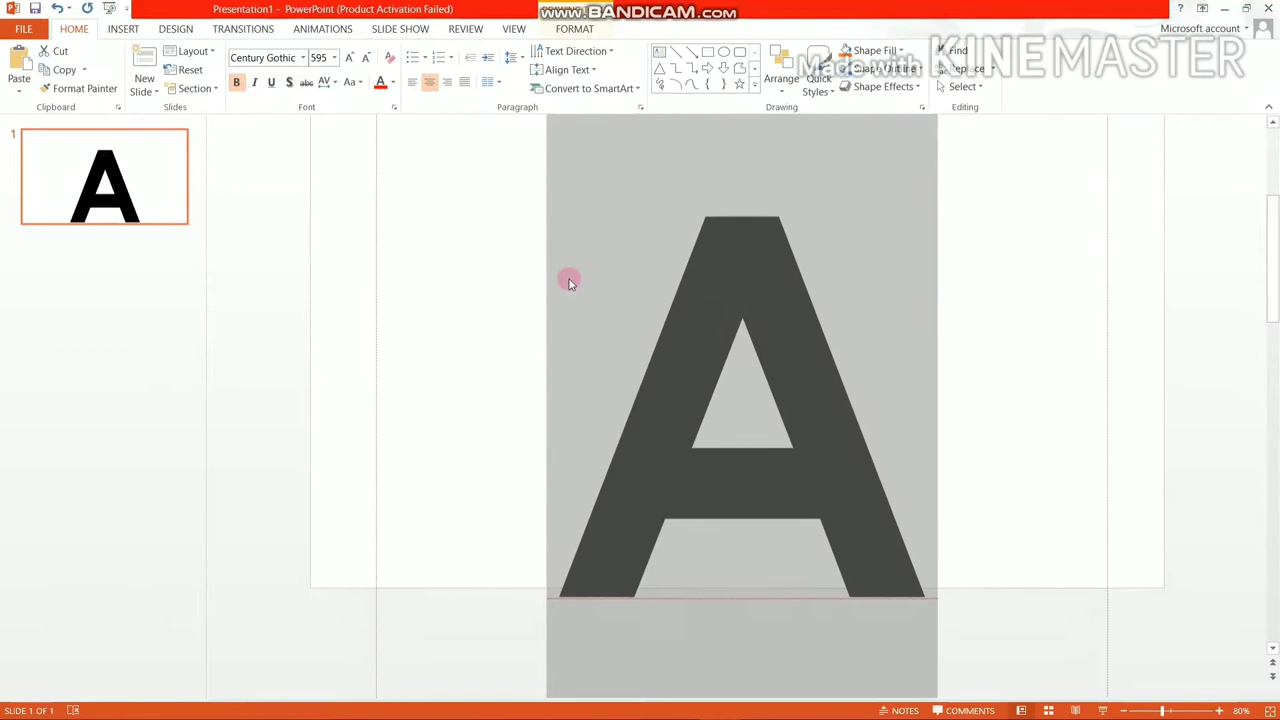 Presentation1 - PowerPoint (Product Activation Failed)
www.BANDICAM.com
FILE HOME INSERT DESIGN TRANSITIONS ANIMATIONS SLIDE SHOW REVIEW VIEW FORMAT Microsoft account
Made with KINEMASTER
Paste
Cut
Copy
Format Painter
Clipboard
New
Slide
Layout
Reset
Section
Slides
Century Gothic 595
B I U S abc AV Aa A
Font
Text Direction
Align Text
Convert to SmartArt
Paragraph
Arrange
Quick
Styles
Shape Fill
Shape Outline
Shape Effects
Drawing
Find
Replace
Select
Editing
1
A
A
SLIDE 1 OF 1 NOTES COMMENTS 80%